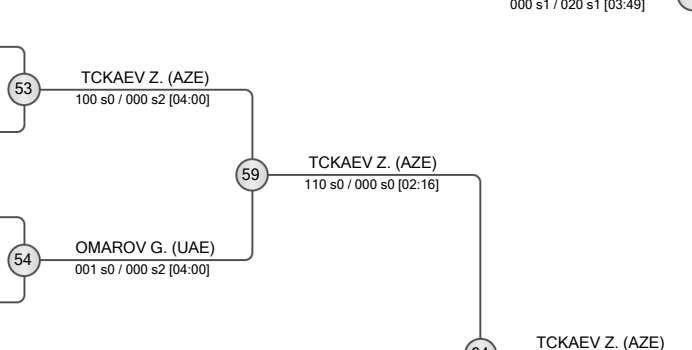 000 s1 / 020 s1 [03:49]
TCKAEV Z. (AZE)
53
100 s0 / 000 s2 [04:00]
TCKAEV Z. (AZE)
59
110 s0 / 000 s0 [02:16]
OMAROV G. (UAE)
54
001 s0 / 000 s2 [04:00]
TCKAEV Z. (AZE)